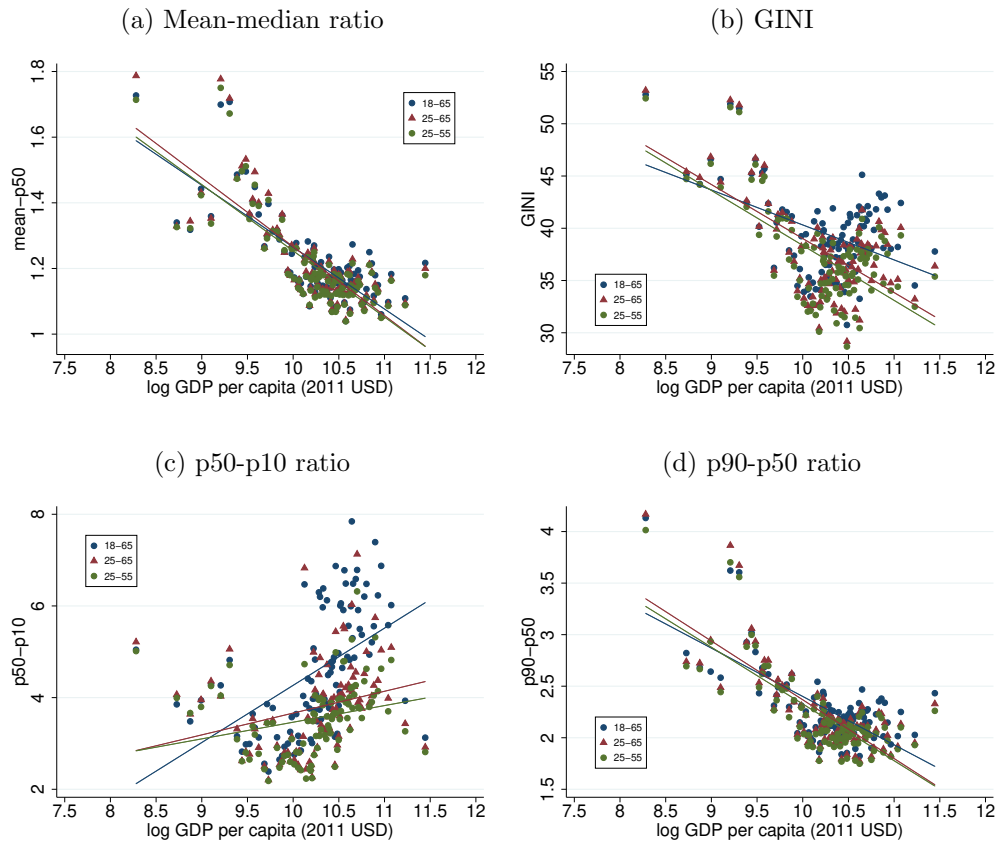 (a) Mean-median ratio
mean-p50
1 1.2 1.4 1.6 1.8
18-65
25-65
25-55
7.5 8 8.5 9 9.5 10 10.5 11 11.5 12
log GDP per capita (2011 USD)
(b) GINI
GINI
30 35 40 45 50 55
18-65
25-65
25-55
7.5 8 8.5 9 9.5 10 10.5 11 11.5 12
log GDP per capita (2011 USD)
(c) p50-p10 ratio
p50-p10
2 4 6 8
18-65
25-65
25-55
7.5 8 8.5 9 9.5 10 10.5 11 11.5 12
log GDP per capita (2011 USD)
(d) p90-p50 ratio
p90-p50
1.5 2 2.5 3 3.5 4
18-65
25-65
25-55
7.5 8 8.5 9 9.5 10 10.5 11 11.5 12
log GDP per capita (2011 USD)